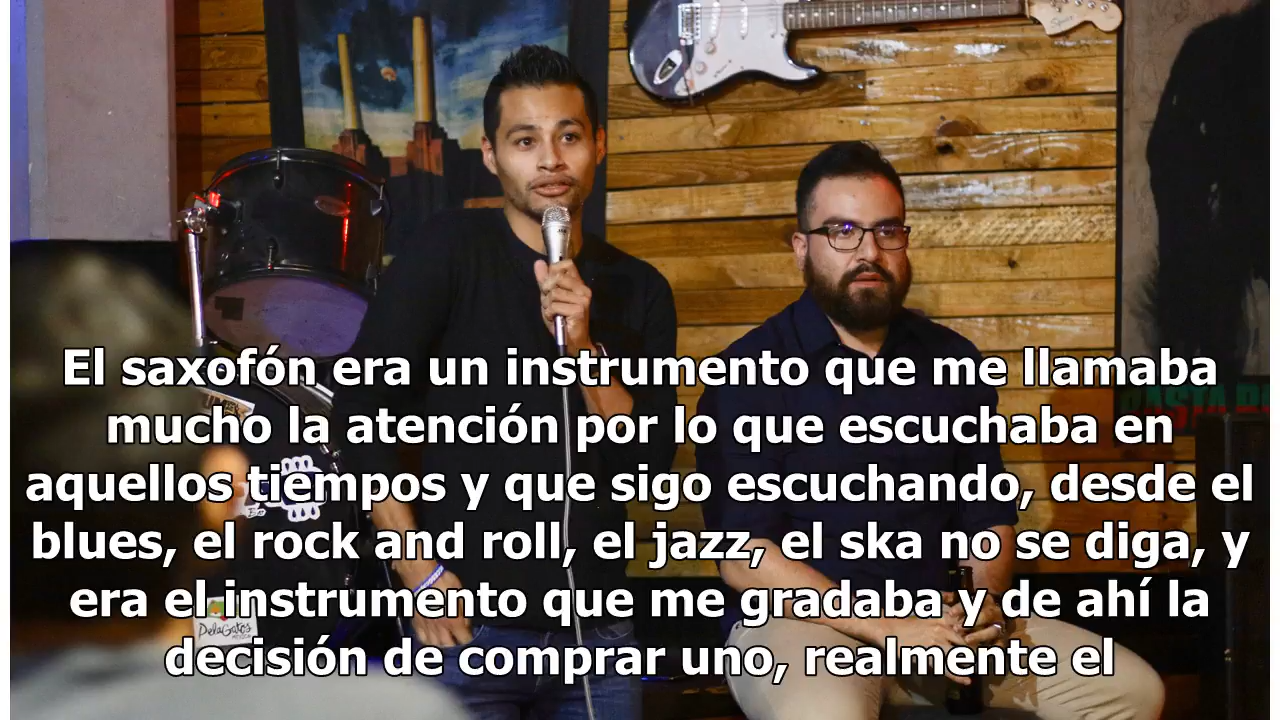 Squier
El saxofón era un instrumento que me llamaba
mucho la atención por lo que escuchaba en
aquellos tiempos y que sigo escuchando, desde el
blues, el rock and roll, el jazz, el ska no se diga, y
era el instrumento que me gradaba y de ahí la
decisión de comprar uno, realmente el
PelaGatos